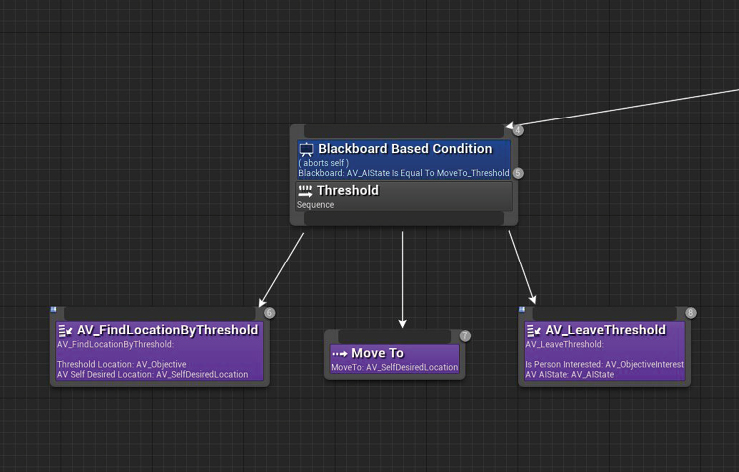 4
Blackboard Based Condition
( aborts self )
Blackboard: AV_AIState Is Equal To MoveTo_Threshold
5
Threshold
Sequence
6
AV_FindLocationByThreshold
AV_FindLocationByThreshold:
Threshold Location: AV_Objective
AV Self Desired Location: AV_SelfDesiredLocation
7
Move To
MoveTo: AV_SelfDesiredLocation
8
AV_LeaveThreshold
AV_LeaveThreshold:
Is Person Interested: AV_ObjectiveInterest
AV AIState: AV_AIState